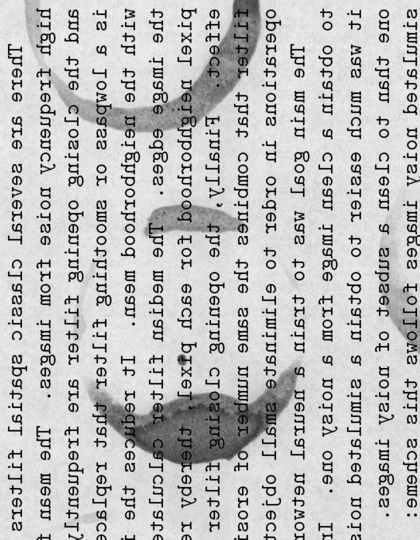 There are several classic spatial filters
high frequency noise from images. The mean
and the closing opening filter are frequently
is a lowpass or smoothing filter that replace
with the neighborhood mean. It reduces the
the image edges. The median filter calculate
pixel neighborhood for each pixel, thereby re
effect. Finally, the opening closing filter
filter that combines the same number of erosi
operations in order to eliminate small object
The main goal was to train a neural network
to obtain a clean image from a noisy one. In
it was much easier to obtain a simulated nois
one than to clean a subset of noisy images.
simulated noisy images follows this scheme: